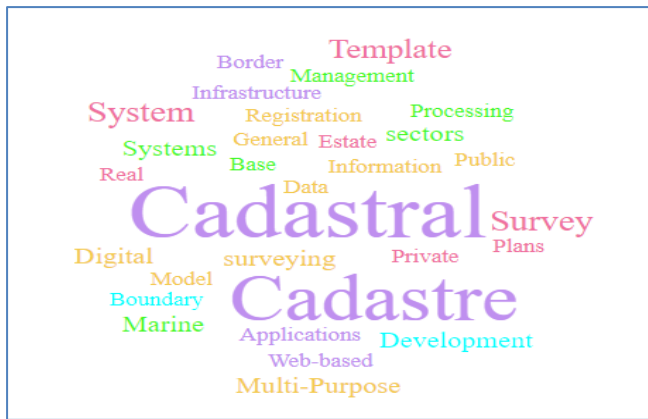 Template
Border
Management
Infrastructure
System
Registration
Processing
General
Estate
sectors
Systems
Base
Information
Public
Real
Data
Cadastral
Survey
Plans
Digital
surveying
Private
Model
Cadastre
Boundary
Marine
Applications
Development
Web-based
Multi-Purpose